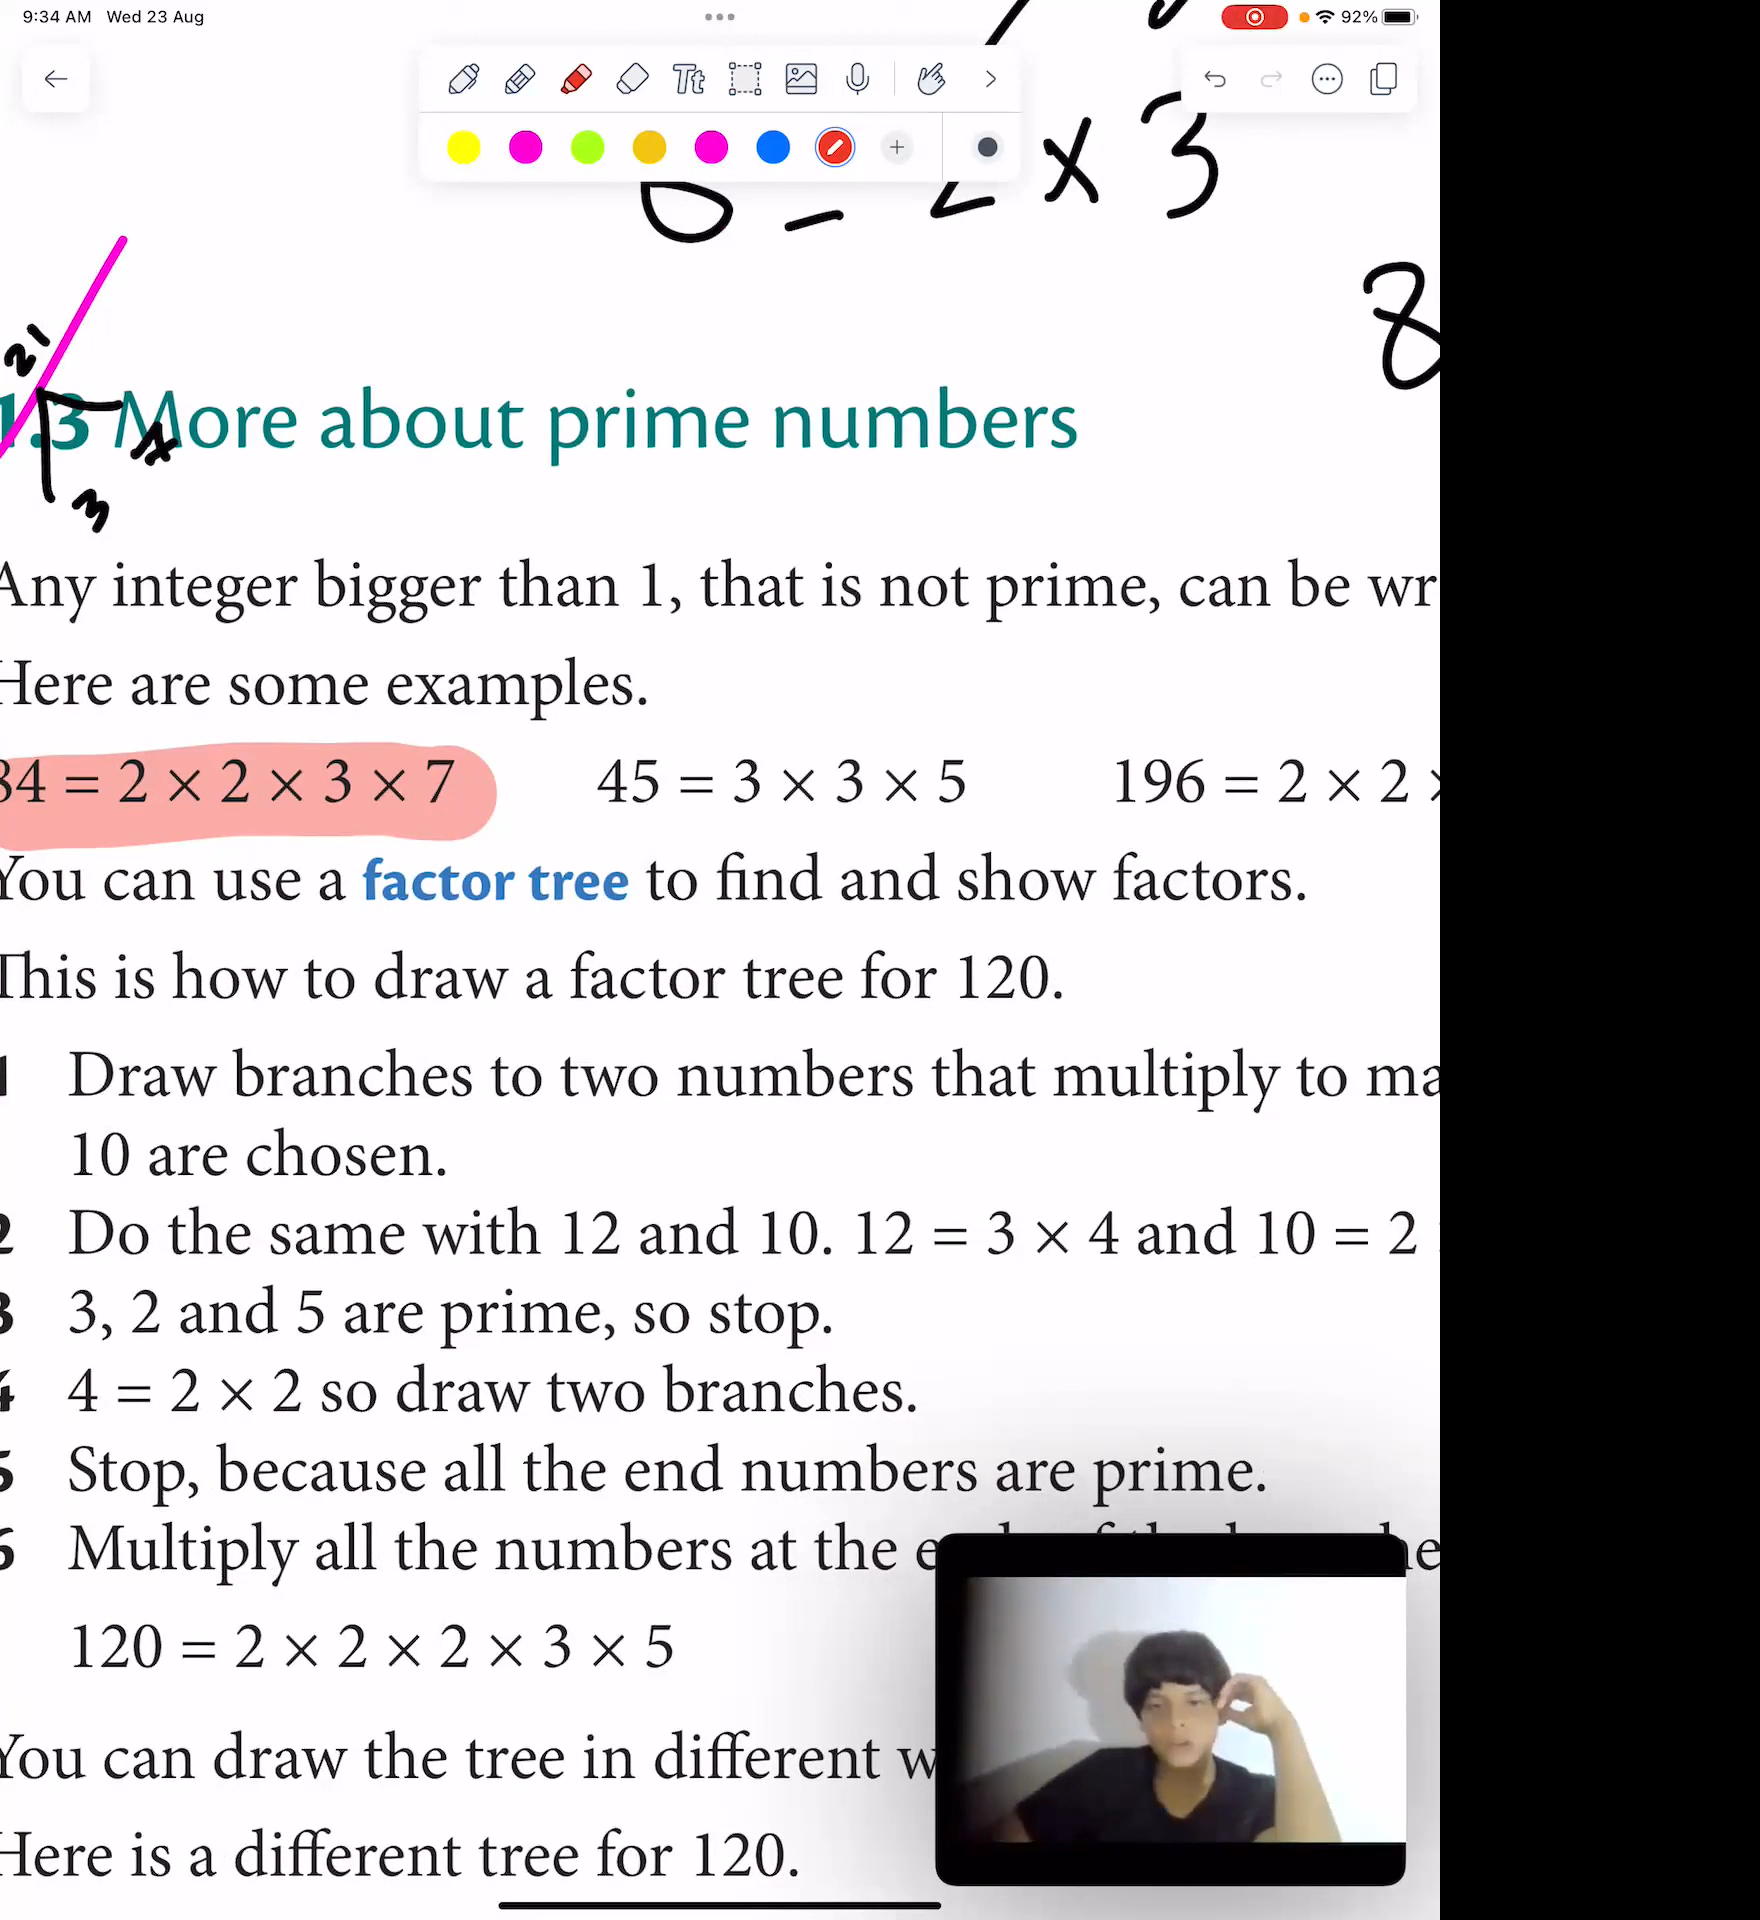 9:34 AM Wed 23 Aug
92%
Tt
6 = 2 × 3
8
21
1.3 More about prime numbers
7
3
Any integer bigger than 1, that is not prime, can be wr
Here are some examples.
84 = 2 × 2 × 3 × 7 45 = 3 × 3 × 5 196 = 2 × 2 ×
You can use a factor tree to find and show factors.
This is how to draw a factor tree for 120.
1 Draw branches to two numbers that multiply to ma
10 are chosen.
2 Do the same with 12 and 10. 12 = 3 × 4 and 10 = 2
3 3, 2 and 5 are prime, so stop.
4 4 = 2 × 2 so draw two branches.
5 Stop, because all the end numbers are prime.
6 Multiply all the numbers at the
120 = 2 × 2 × 2 × 3 × 5
You can draw the tree in different w
Here is a different tree for 120.